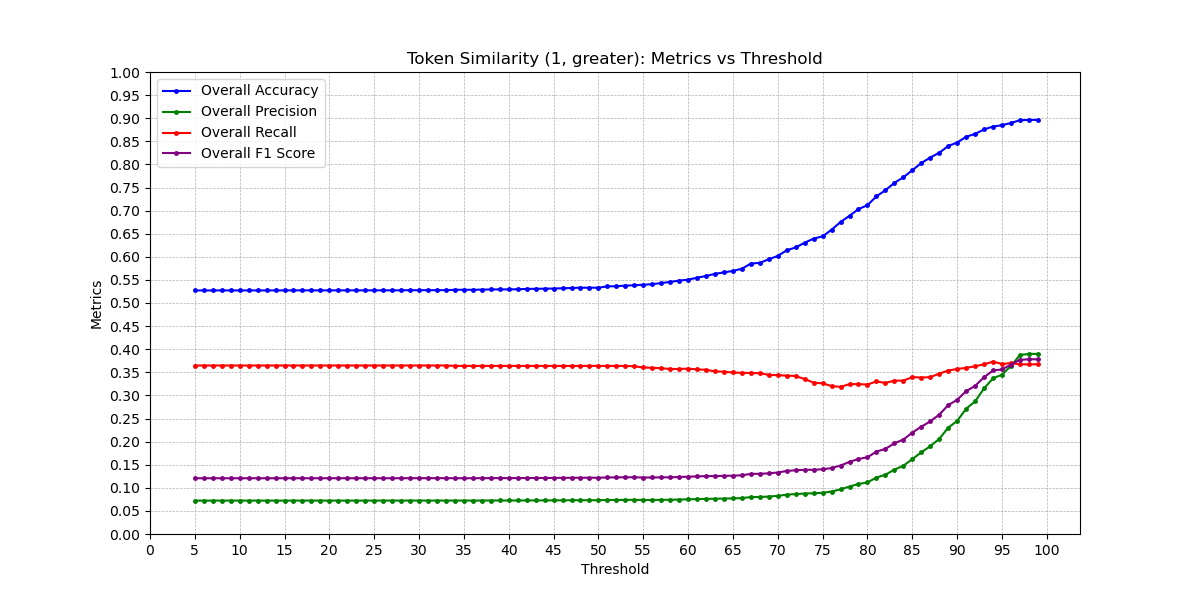 Token Similarity (1, greater): Metrics vs Threshold
1.00
0.95
0.90
0.85
0.80
0.75
0.70
0.65
0.60
0.55
0.50
0.45
0.40
0.35
0.30
0.25
0.20
0.15
0.10
0.05
0.00
Metrics
Overall Accuracy
Overall Precision
Overall Recall
Overall F1 Score
0 5 10 15 20 25 30 35 40 45 50 55 60 65 70 75 80 85 90 95 100
Threshold